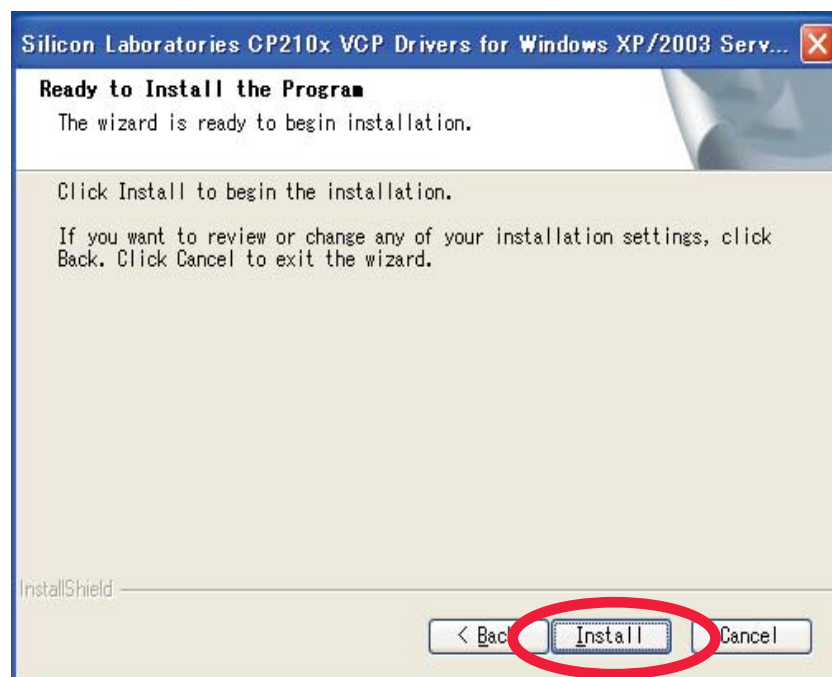 Silicon Laboratories CP210x VCP Drivers for Windows XP/2003 Serv...
Ready to Install the Program
The wizard is ready to begin installation.
Click Install to begin the installation.
If you want to review or change any of your installation settings, click
Back. Click Cancel to exit the wizard.
InstallShield
< Back Install Cancel